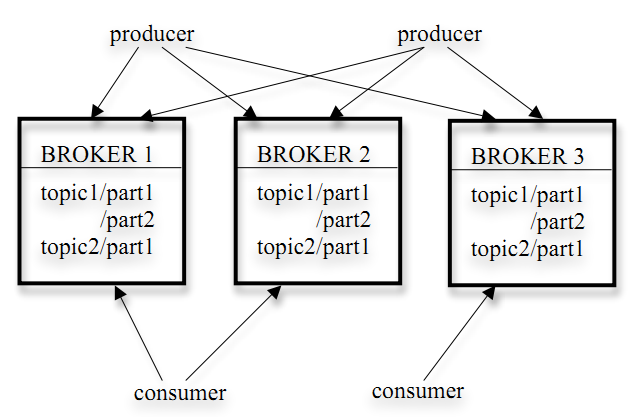 producer
producer
BROKER 1
topic1/part1
/part2
topic2/part1
BROKER 2
topic1/part1
/part2
topic2/part1
BROKER 3
topic1/part1
/part2
topic2/part1
consumer
consumer